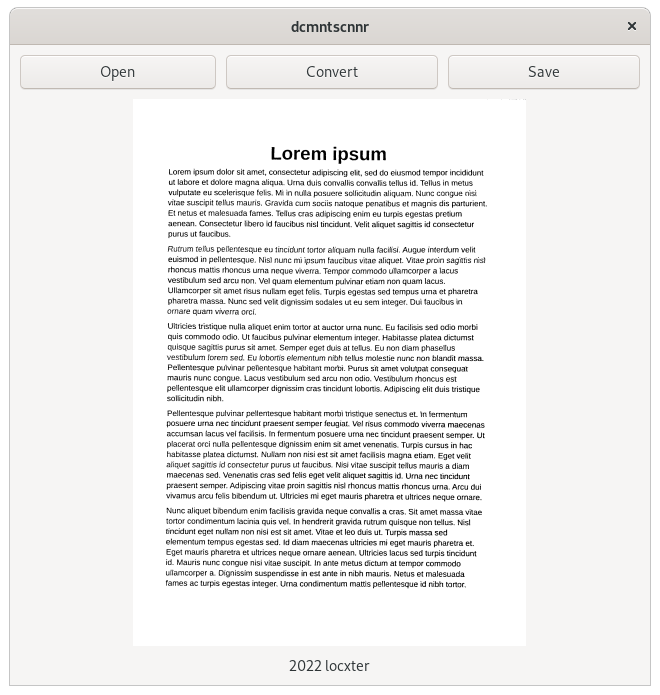 dcmntscnnr
×
Open Convert Save
Lorem ipsum
Lorem ipsum dolor sit amet, consectetur adipiscing elit, sed do eiusmod tempor incididunt
ut labore et dolore magna aliqua. Urna duis convallis convallis tellus id. Tellus in metus
vulputate eu scelerisque felis. Mi in nulla posuere sollicitudin aliquam. Nunc congue nisi
vitae suscipit tellus mauris. Gravida cum sociis natoque penatibus et magnis dis parturient.
Et netus et malesuada fames. Tellus cras adipiscing enim eu turpis egestas pretium
aenean. Consectetur libero id faucibus nisl tincidunt. Velit aliquet sagittis id consectetur
purus ut faucibus.
Rutrum tellus pellentesque eu tincidunt tortor aliquam nulla facilisi. Augue interdum velit
euismod in pellentesque. Nisl nunc mi ipsum faucibus vitae aliquet. Vitae proin sagittis nisl
rhoncus mattis rhoncus urna neque viverra. Tempor commodo ullamcorper a lacus
vestibulum sed arcu non. Vel quam elementum pulvinar etiam non quam lacus.
Ullamcorper sit amet risus nullam eget felis. Turpis egestas sed tempus urna et pharetra
pharetra massa. Nunc sed velit dignissim sodales ut eu sem integer. Dui faucibus in
ornare quam viverra orci.
Ultricies tristique nulla aliquet enim tortor at auctor urna nunc. Eu facilisis sed odio morbi
quis commodo odio. Ut faucibus pulvinar elementum integer. Habitasse platea dictumst
quisque sagittis purus sit amet. Semper eget duis at tellus. Eu non diam phasellus
vestibulum lorem sed. Eu lobortis elementum nibh tellus molestie nunc non blandit massa.
Pellentesque pulvinar pellentesque habitant morbi. Purus sit amet volutpat consequat
mauris nunc congue. Lacus vestibulum sed arcu non odio. Vestibulum rhoncus est
pellentesque elit ullamcorper dignissim cras tincidunt lobortis. Adipiscing elit duis tristique
sollicitudin nibh.
Pellentesque pulvinar pellentesque habitant morbi tristique senectus et. In fermentum
posuere urna nec tincidunt praesent semper feugiat. Vel risus commodo viverra maecenas
accumsan lacus vel facilisis. In fermentum posuere urna nec tincidunt praesent semper. Ut
placerat orci nulla pellentesque dignissim enim sit amet venenatis. Turpis cursus in hac
habitasse platea dictumst. Nullam non nisi est sit amet facilisis magna etiam. Eget velit
aliquet sagittis id consectetur purus ut faucibus. Nisi vitae suscipit tellus mauris a diam
maecenas sed. Venenatis cras sed felis eget velit aliquet sagittis id. Urna nec tincidunt
praesent semper. Adipiscing vitae proin sagittis nisl rhoncus mattis rhoncus urna. Arcu dui
vivamus arcu felis bibendum ut. Ultricies mi eget mauris pharetra et ultrices neque ornare.
Nunc aliquet bibendum enim facilisis gravida neque convallis a cras. Sit amet massa vitae
tortor condimentum lacinia quis vel. In hendrerit gravida rutrum quisque non tellus. Nisl
tincidunt eget nullam non nisi est sit amet. Vitae et leo duis ut. Turpis massa sed
elementum tempus egestas sed. Id diam maecenas ultricies mi eget mauris pharetra et.
Eget mauris pharetra et ultrices neque ornare aenean. Ultricies lacus sed turpis tincidunt
id. Mauris nunc congue nisi vitae suscipit. In ante metus dictum at tempor commodo
ullamcorper a. Dignissim suspendisse in est ante in nibh mauris. Netus et malesuada
fames ac turpis egestas integer. Urna condimentum mattis pellentesque id nibh tortor.
2022 locxter